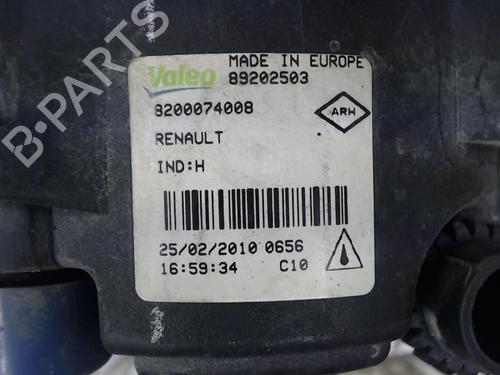 Valeo MADE IN EUROPE
89202503
8200074008
ARH
RENAULT
IND:H
25/02/2010 0656
16:59:34 C10
B-PARTS